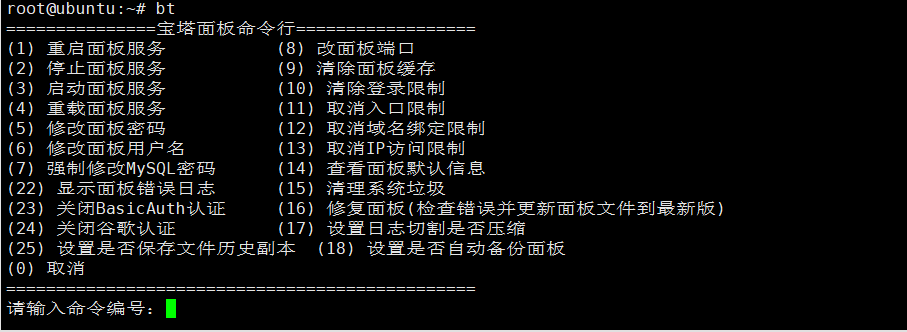 root@ubuntu:~# bt
===============宝塔面板命令行==================
(1) 重启面板服务           (8) 改面板端口
(2) 停止面板服务           (9) 清除面板缓存
(3) 启动面板服务           (10) 清除登录限制
(4) 重载面板服务           (11) 取消入口限制
(5) 修改面板密码           (12) 取消域名绑定限制
(6) 修改面板用户名         (13) 取消IP访问限制
(7) 强制修改MySQL密码      (14) 查看面板默认信息
(22) 显示面板错误日志      (15) 清理系统垃圾
(23) 关闭BasicAuth认证     (16) 修复面板(检查错误并更新面板文件到最新版)
(24) 关闭谷歌认证          (17) 设置日志切割是否压缩
(25) 设置是否保存文件历史副本  (18) 设置是否自动备份面板
(0) 取消
===============================================
请输入命令编号：